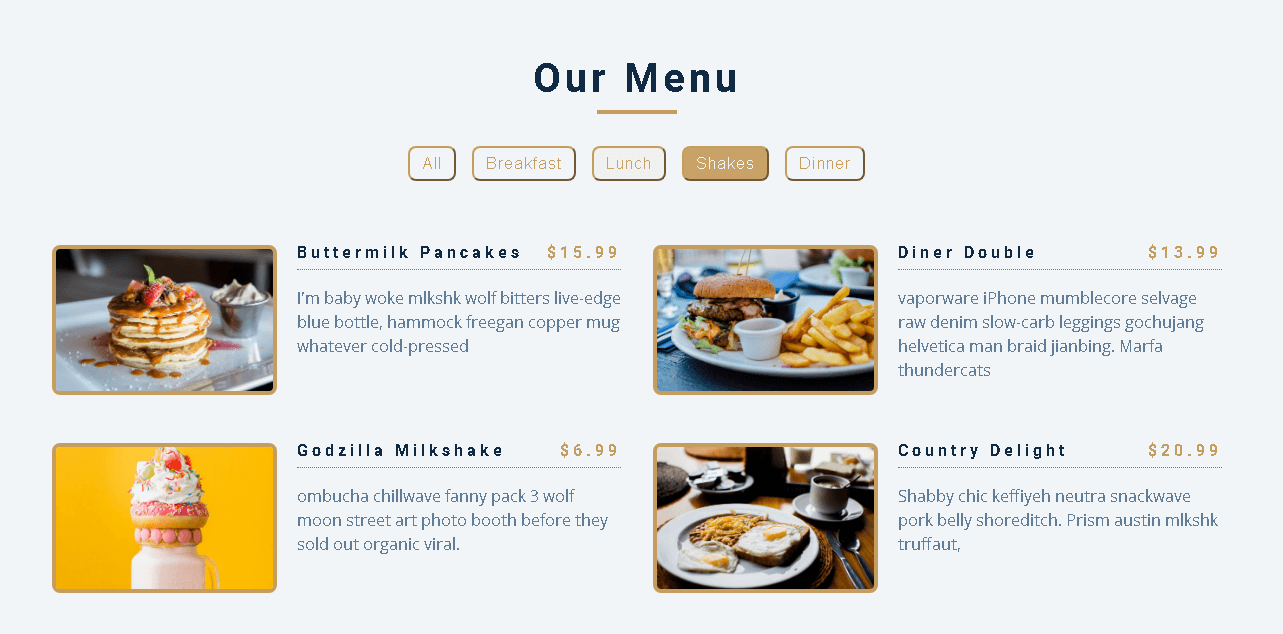 Our Menu
All
Breakfast
Lunch
Shakes
Dinner
Buttermilk Pancakes $15.99
I'm baby woke mlkshk wolf bitters live-edge
blue bottle, hammock freegan copper mug
whatever cold-pressed
Diner Double $13.99
vaporware iPhone mumblecore selvage
raw denim slow-carb leggings gochujang
helvetica man braid jianbing. Marfa
thundercats
Godzilla Milkshake $6.99
ombucha chillwave fanny pack 3 wolf
moon street art photo booth before they
sold out organic viral.
Country Delight $20.99
Shabby chic keffiyeh neutra snackwave
pork belly shoreditch. Prism austin mlkshk
truffaut,